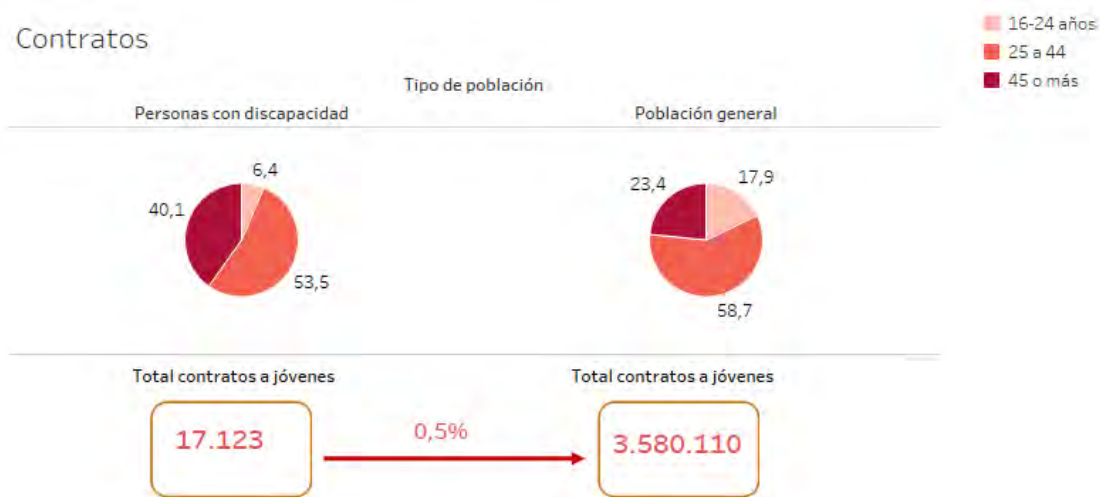 Contratos
16-24 años
25 a 44
45 o más
Tipo de población
Personas con discapacidad
Población general
6,4
40,1
53,5
17,9
23,4
58,7
Total contratos a jóvenes
Total contratos a jóvenes
17.123
0,5%
3.580.110